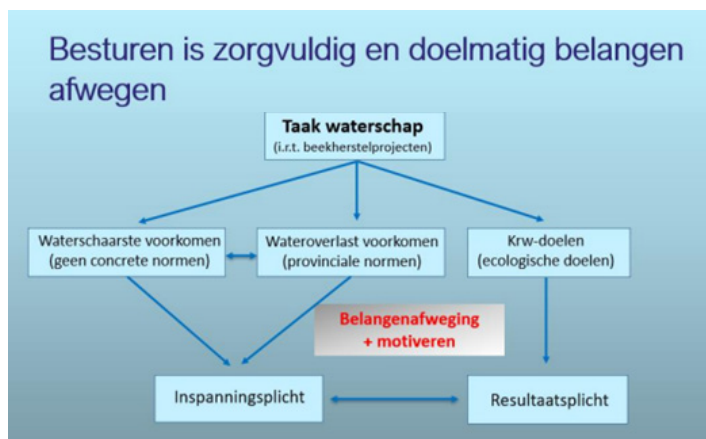 Besturen is zorgvuldig en doelmatig belangen
afwegen
Taak waterschap
(i.r.t. beekherstelprojecten)
Waterschaarste voorkomen
(geen concrete normen)
Wateroverlast voorkomen
(provinciale normen)
Krw-doelen
(ecologische doelen)
Belangenafweging
+ motiveren
Inspanningsplicht
Resultaatsplicht